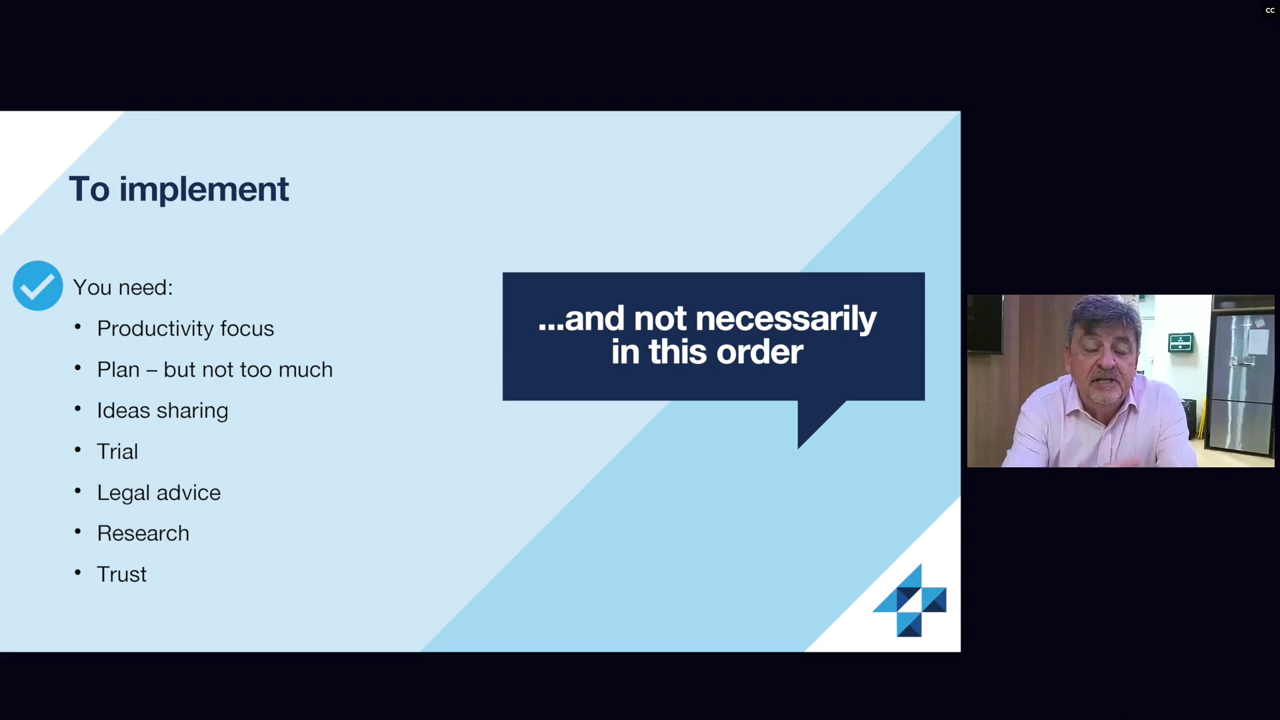 CC
To implement
You need:
• Productivity focus
• Plan – but not too much
• Ideas sharing
• Trial
• Legal advice
• Research
• Trust
...and not necessarily
in this order